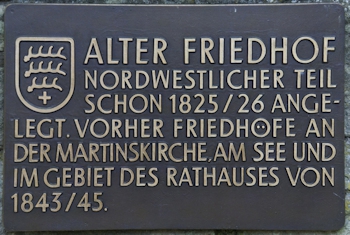 ALTER FRIEDHOF
NORDWESTLICHER TEIL
SCHON 1825/26 ANGE-
LEGT. VORHER FRIEDHÖFE AN
DER MARTINSKIRCHE, AM SEE UND
IM GEBIET DES RATHAUSES VON
1843/45.